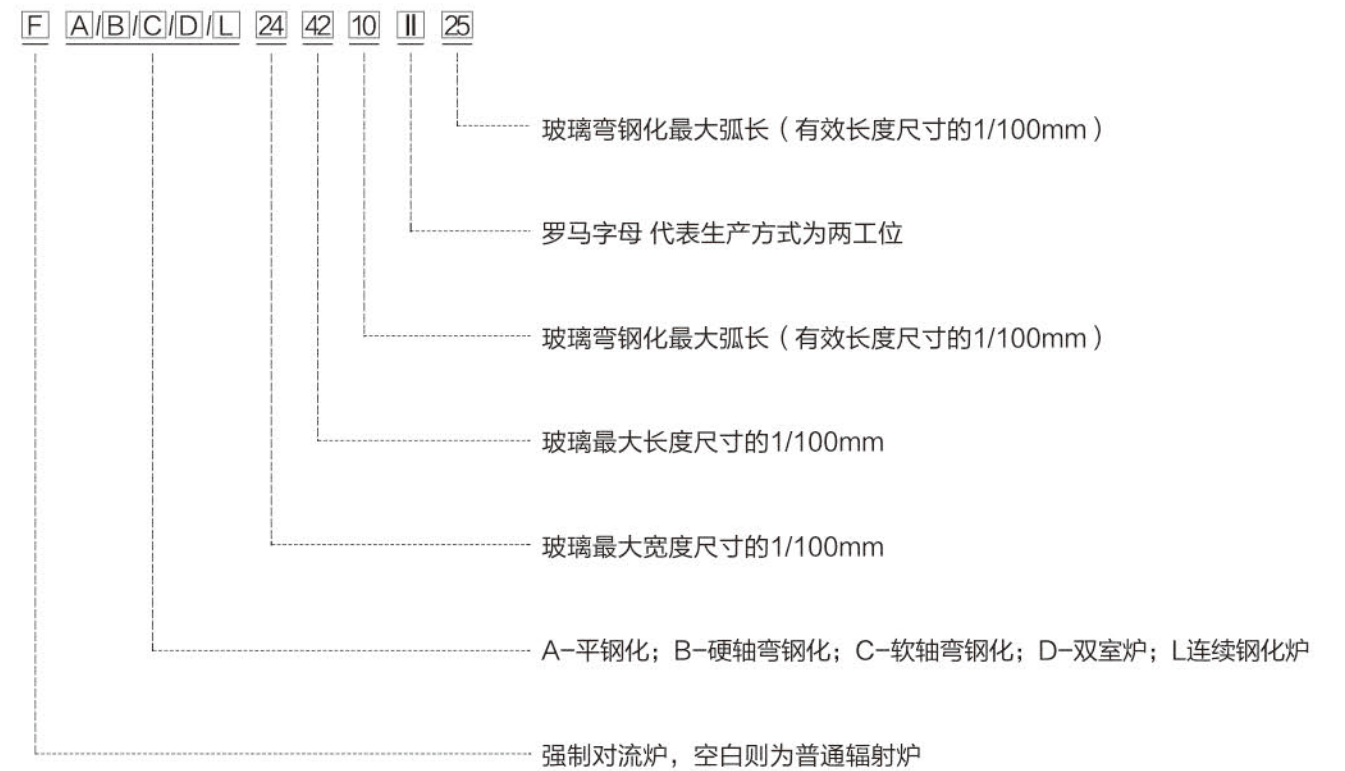 F A/B/C/D/L 24 42 10 Ⅱ 25
玻璃弯钢化最大弧长（有效长度尺寸的1/100mm）
罗马字母 代表生产方式为两工位
玻璃弯钢化最大弧长（有效长度尺寸的1/100mm）
玻璃最大长度尺寸的1/100mm
玻璃最大宽度尺寸的1/100mm
A-平钢化；B-硬轴弯钢化；C-软轴弯钢化；D-双室炉；L连续钢化炉
强制对流炉，空白则为普通辐射炉